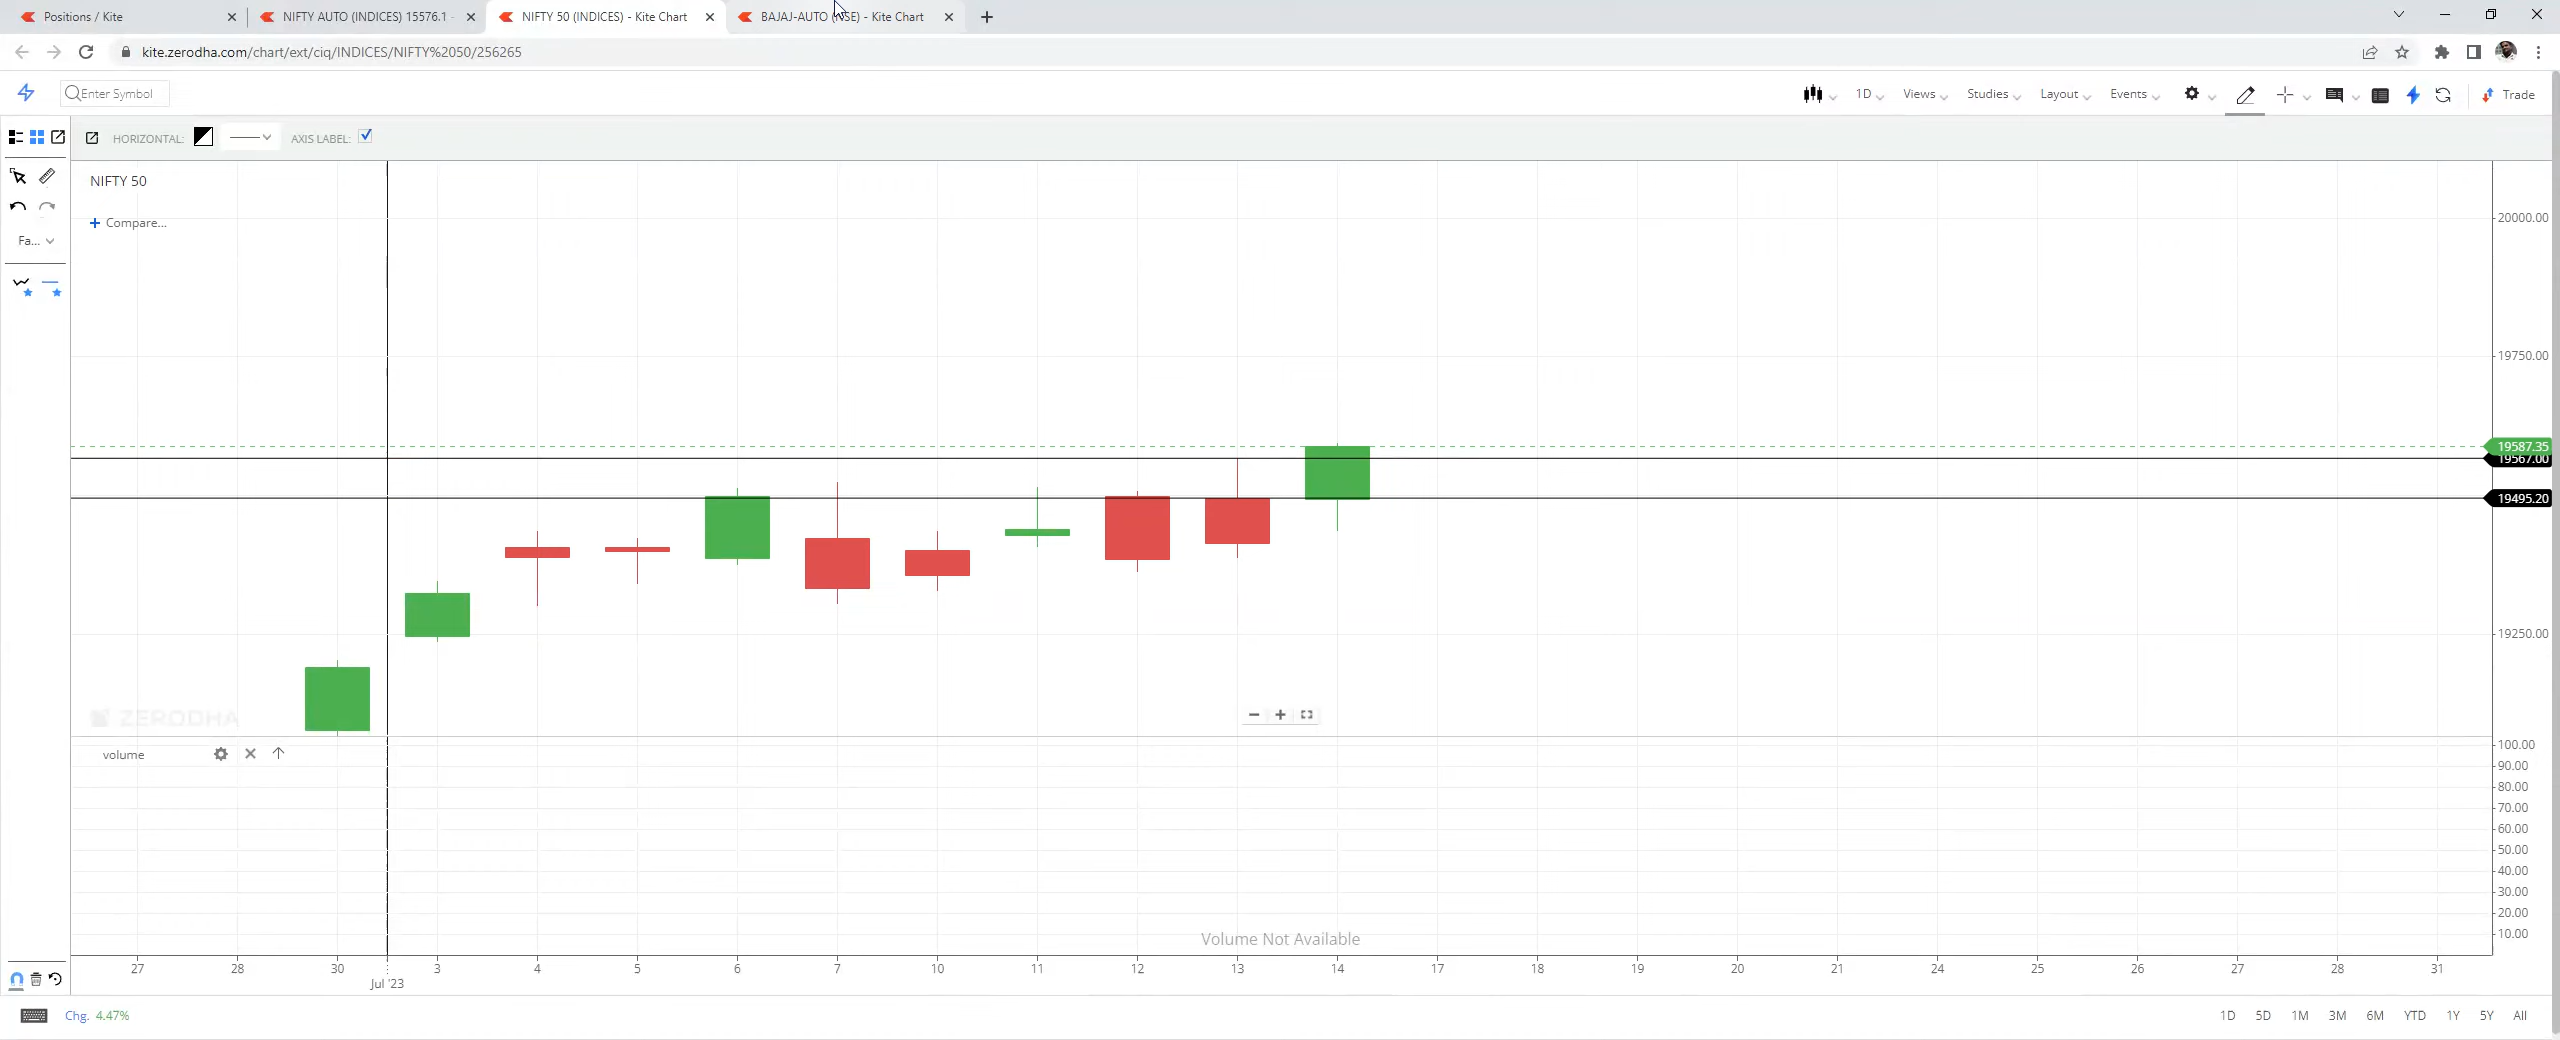 Positions / Kite
NIFTY AUTO (INDICES) 15576.1 -
NIFTY 50 (INDICES) - Kite Chart
BAJAJ-AUTO (NSE) - Kite Chart
kite.zerodha.com/chart/ext/ciq/INDICES/NIFTY%2050/256265
Enter Symbol
1D
Views
Studies
Layout
Events
Trade
HORIZONTAL:
AXIS LABEL:
NIFTY 50
Compare...
Fa...
20000.00
19750.00
19587.35
19567.00
19495.20
19250.00
ZERODHA
volume
100.00
90.00
80.00
70.00
60.00
50.00
40.00
30.00
20.00
10.00
Volume Not Available
27 28 30 3 4 5 6 7 10 11 12 13 14 17 18 19 20 21 24 25 26 27 28 31
Jul '23
Chg. 4.47%
1D 5D 1M 3M 6M YTD 1Y 5Y All